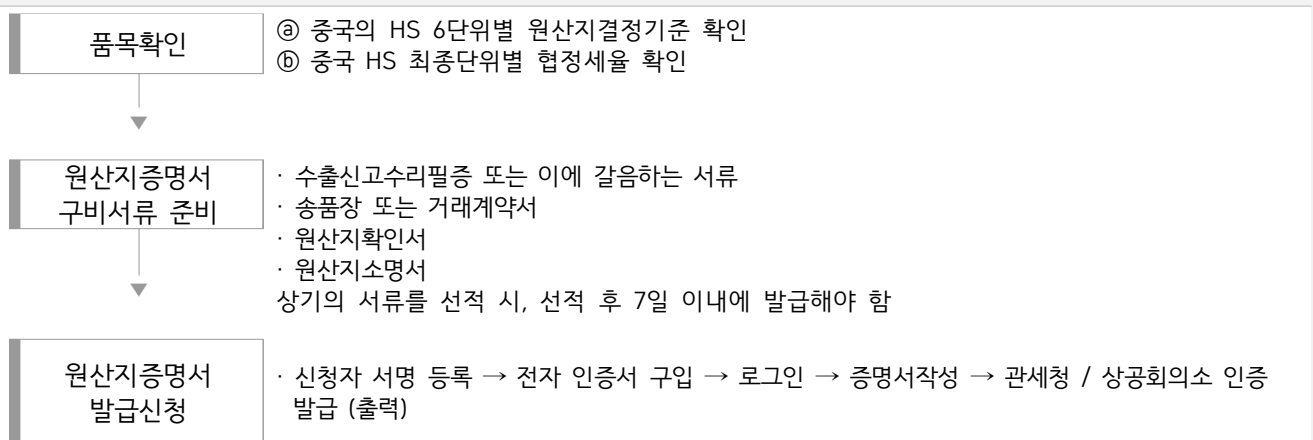 품목확인
ⓐ 중국의 HS 6단위별 원산지결정기준 확인
ⓑ 중국 HS 최종단위별 협정세율 확인
원산지증명서
구비서류 준비
· 수출신고수리필증 또는 이에 갈음하는 서류
· 송품장 또는 거래계약서
· 원산지확인서
· 원산지소명서
상기의 서류를 선적 시, 선적 후 7일 이내에 발급해야 함
원산지증명서
발급신청
· 신청자 서명 등록 → 전자 인증서 구입 → 로그인 → 증명서작성 → 관세청 / 상공회의소 인증
발급 (출력)